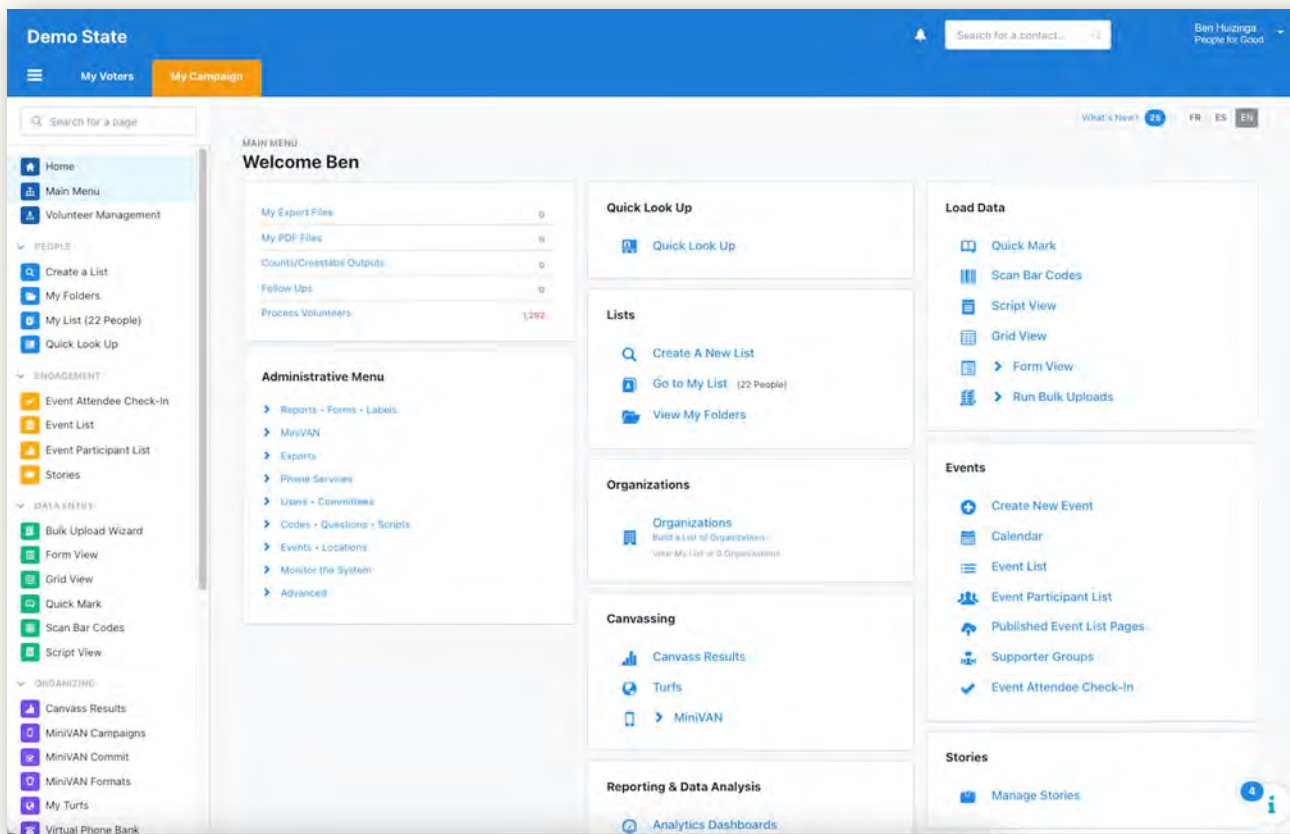 Demo State
Search for a contact...
Ben Huizinga
People for Good
My Voters
My Campaign
Search for a page
What's New? 25 FR ES EN
Home
Main Menu
Volunteer Management
PEOPLE
Create a List
My Folders
My List (22 People)
Quick Look Up
ENGAGEMENT
Event Attendee Check-In
Event List
Event Participant List
Stories
DATA ENTRY
Bulk Upload Wizard
Form View
Grid View
Quick Mark
Scan Bar Codes
Script View
ORGANIZING
Canvass Results
MiniVAN Campaigns
MiniVAN Commit
MiniVAN Formats
My Turfs
Virtual Phone Bank
MAIN MENU
Welcome Ben
My Export Files 0
My PDF Files 0
Counts/Crosstabs Outputs 0
Follow Ups 0
Process Volunteers 1,292
Administrative Menu
Reports • Forms • Labels
MiniVAN
Exports
Phone Services
Users • Committees
Codes • Questions • Scripts
Events • Locations
Monitor the System
Advanced
Quick Look Up
Quick Look Up
Lists
Create A New List
Go to My List (22 People)
View My Folders
Organizations
Organizations
Build a List of Organizations
View My List of 0 Organizations
Canvassing
Canvass Results
Turfs
MiniVAN
Reporting & Data Analysis
Analytics Dashboards
Load Data
Quick Mark
Scan Bar Codes
Script View
Grid View
Form View
Run Bulk Uploads
Events
Create New Event
Calendar
Event List
Event Participant List
Published Event List Pages
Supporter Groups
Event Attendee Check-In
Stories
Manage Stories
4